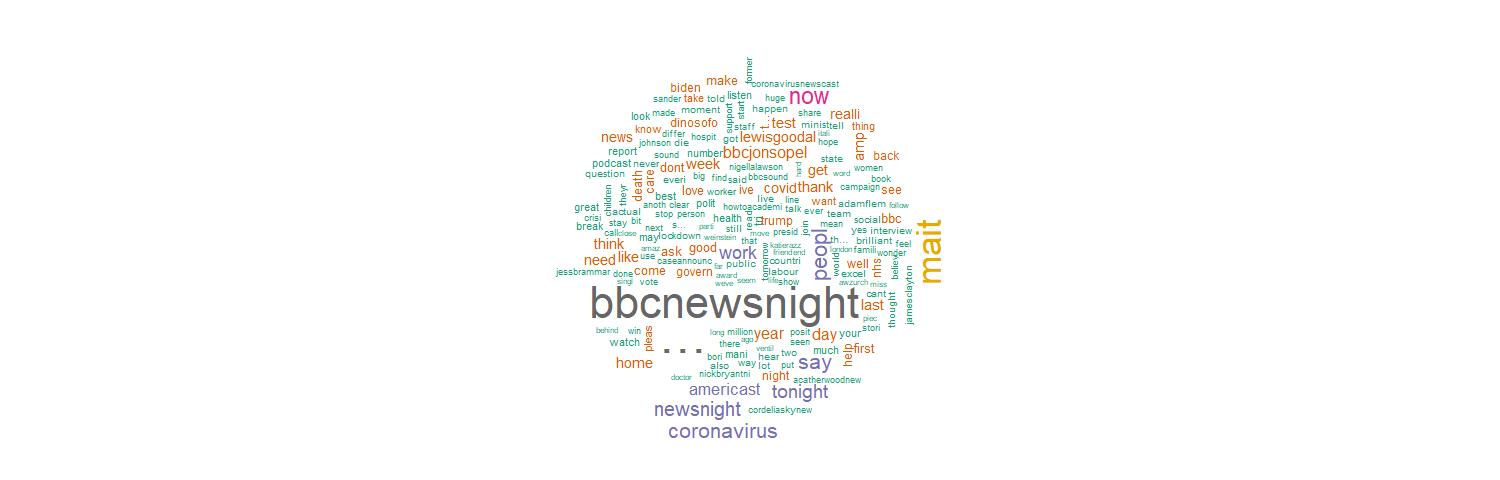 former
biden make
coronavirusnewscast
sander take told listen huge now
look made moment support start happen share realli
know dinosofo staff t... test ministtell thing
news differ hospit got lewisgoodal itali amp
johnson die hope
report sound number bbcjonsopel state back
podcast never dont week nigellalawson hard get word women
question everi big find said bbcsound book
death care love worker ive covid thank campaign see
children theyr best live line want adamflem follow
great anoth clear polit howtoacademi talk ever team
crisi actual stop person health read tri trump mean social bbc
break stay bit next s... parti still move presid join yes interview
call close may lockdown weinstein that th... brilliant feel
think amaz katierazz peopl london famili wonder mait
need like use ask good work friendend world well nhs believ
caseannounc tomorrow countri
jessbrammar done come govern far public labour excel
singl vote award weve seem life show awzurch miss jamesclayton
bbcnewsnight cant last thought
piec
behind win pleas long million year posit day your stori
watch there ago seen
... ventil much help first
home bori mani hear two say
also way lot put
doctor nickbryantni night acatherwoodnew
americast tonight
newsnight cordeliaskynew
coronavirus